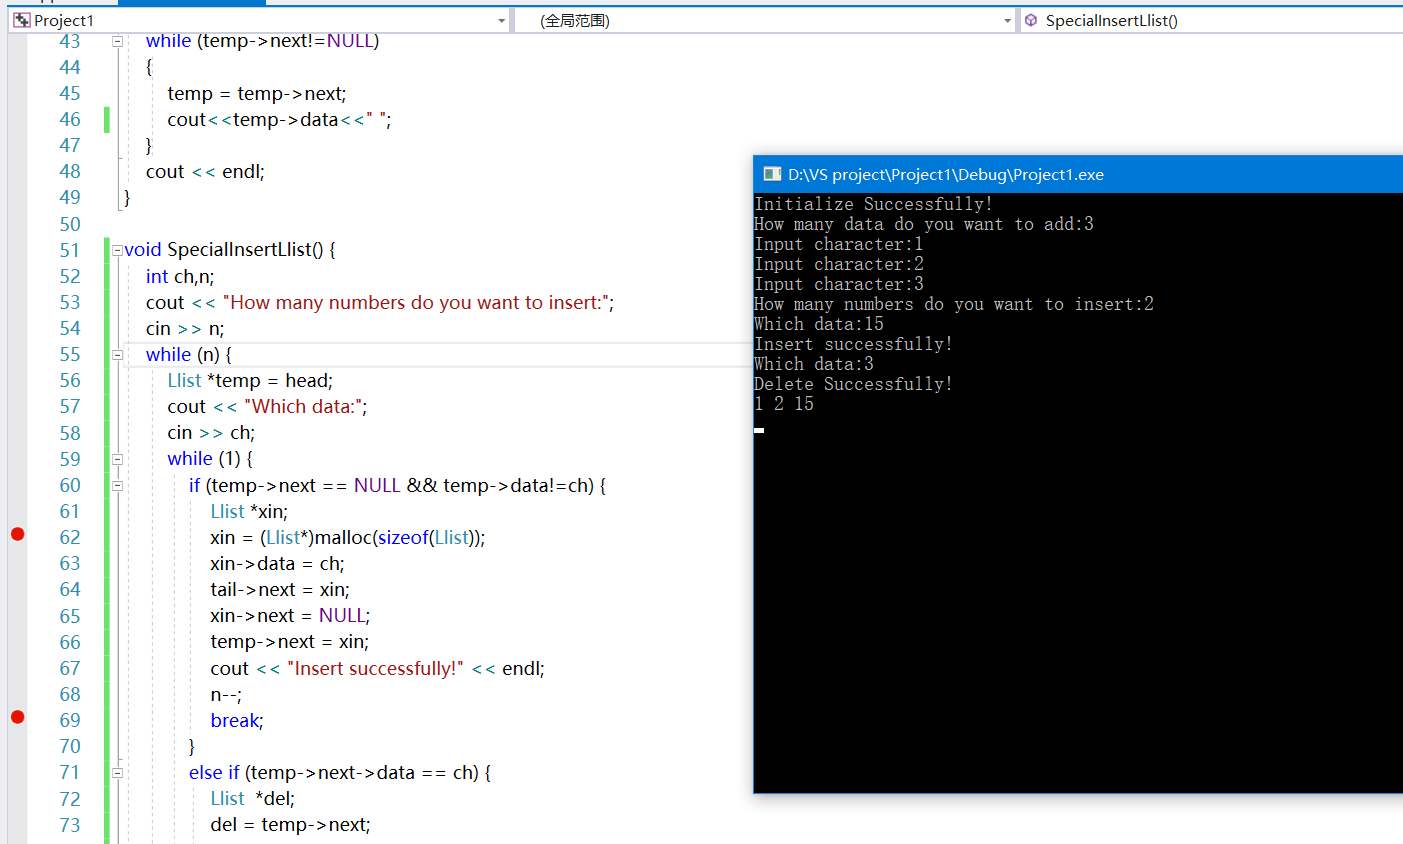 Project1
(全局范围)
SpecialInsertLlist()
43 while (temp->next!=NULL)
44 {
45 temp = temp->next;
46 cout<<temp->data<<" ";
47 }
48 cout << endl;
49 }
50
51 void SpecialInsertLlist() {
52 int ch,n;
53 cout << "How many numbers do you want to insert:";
54 cin >> n;
55 while (n) {
56 Llist *temp = head;
57 cout << "Which data:";
58 cin >> ch;
59 while (1) {
60 if (temp->next == NULL && temp->data!=ch) {
61 Llist *xin;
62 xin = (Llist*)malloc(sizeof(Llist));
63 xin->data = ch;
64 tail->next = xin;
65 xin->next = NULL;
66 temp->next = xin;
67 cout << "Insert successfully!" << endl;
68 n--;
69 break;
70 }
71 else if (temp->next->data == ch) {
72 Llist *del;
73 del = temp->next;
D:\VS project\Project1\Debug\Project1.exe
Initialize Successfully!
How many data do you want to add:3
Input character:1
Input character:2
Input character:3
How many numbers do you want to insert:2
Which data:15
Insert successfully!
Which data:3
Delete Successfully!
1 2 15